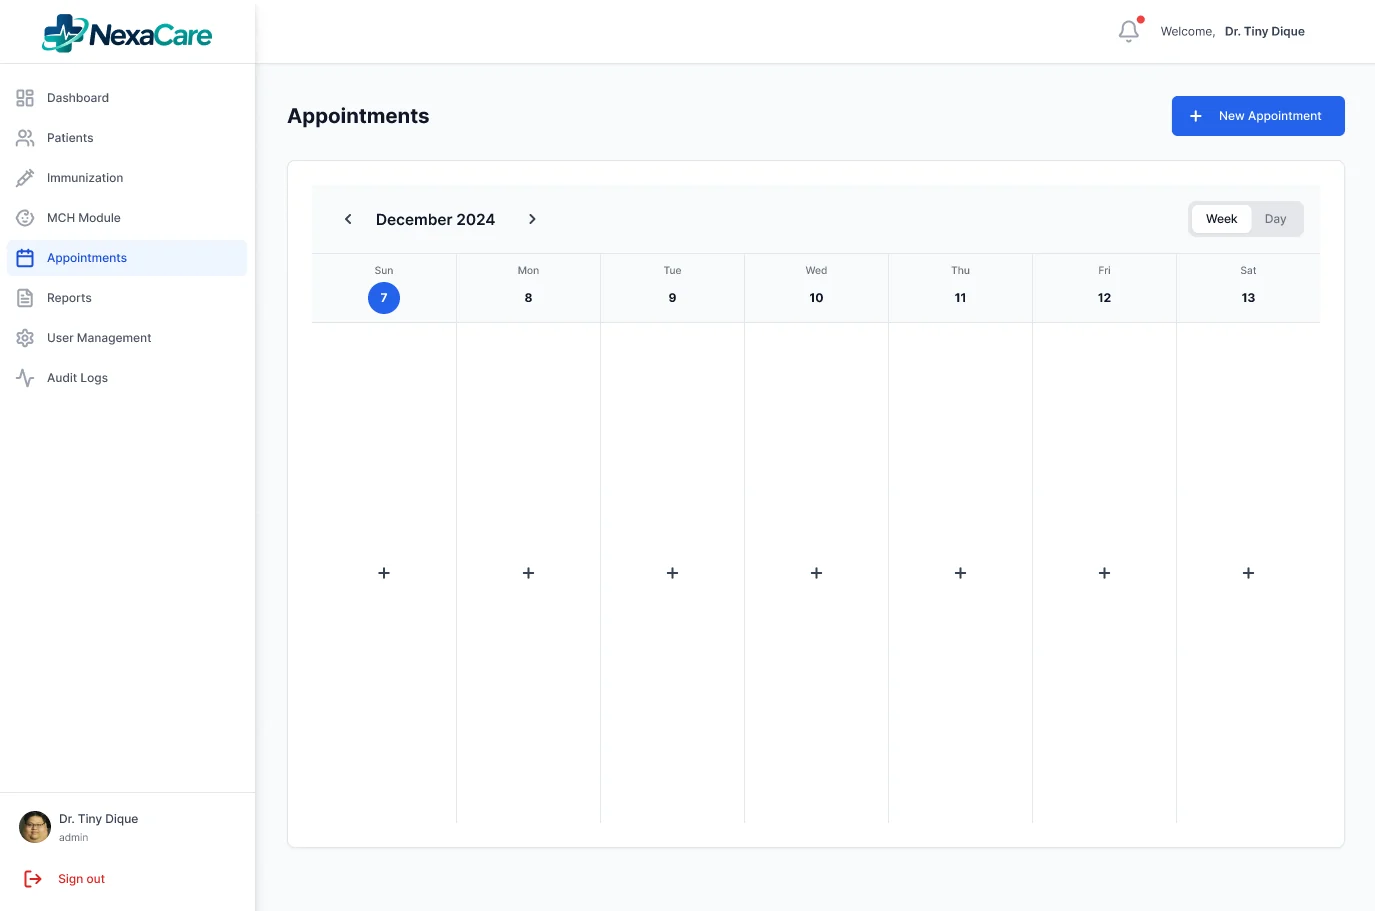 NexaCare
Welcome, Dr. Tiny Dique
Dashboard
Patients
Immunization
MCH Module
Appointments
Reports
User Management
Audit Logs
Appointments
+ New Appointment
December 2024
Week Day
Sun Mon Tue Wed Thu Fri Sat
7 8 9 10 11 12 13
+ + + + + + +
Dr. Tiny Dique
admin
Sign out